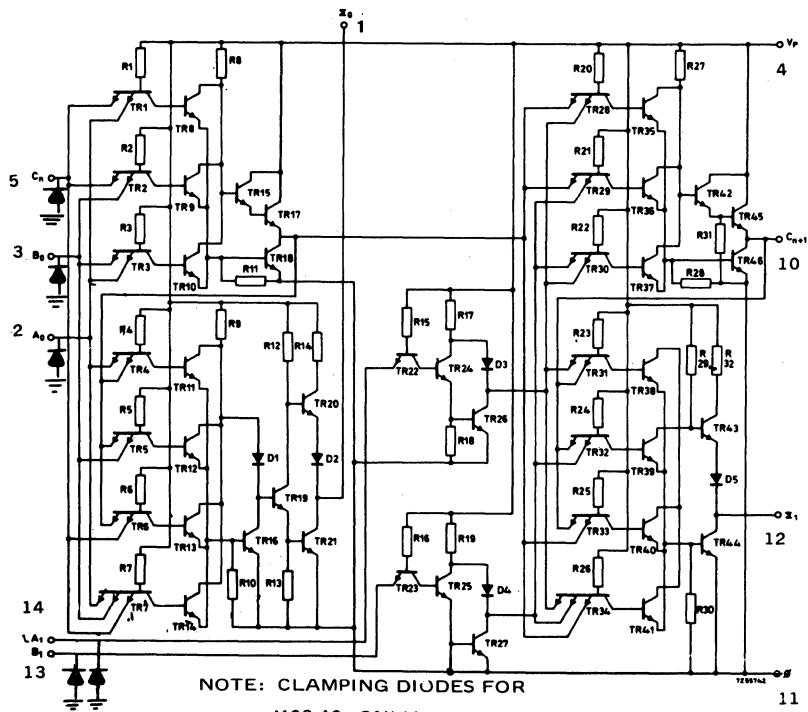 Σ0
1
R1
R8
R20
R27
VP
4
TR1
TR8
TR28
TR35
R2
R21
5
Cn
TR2
TR9
TR15
TR17
TR29
TR36
TR42
TR45
R3
R22
R31
Cn+1
3
B0
TR3
TR10
TR18
R11
TR30
TR37
TR46
R28
10
2
A0
R4
R9
R12
R14
R15
R17
R23
R29
R32
TR4
TR11
TR20
TR22
TR24
D3
TR31
TR38
R5
R24
TR43
TR5
TR12
D1
D2
R18
TR26
TR32
TR39
R6
TR19
R25
D5
TR6
TR13
TR16
TR21
R16
R19
TR33
TR40
TR44
Σ1
12
R7
R10
R13
TR23
TR25
D4
R26
14
TR7
TR14
TR27
TR34
TR41
R30
A1
B1
13
7Z55742
11
NOTE: CLAMPING DIODES FOR